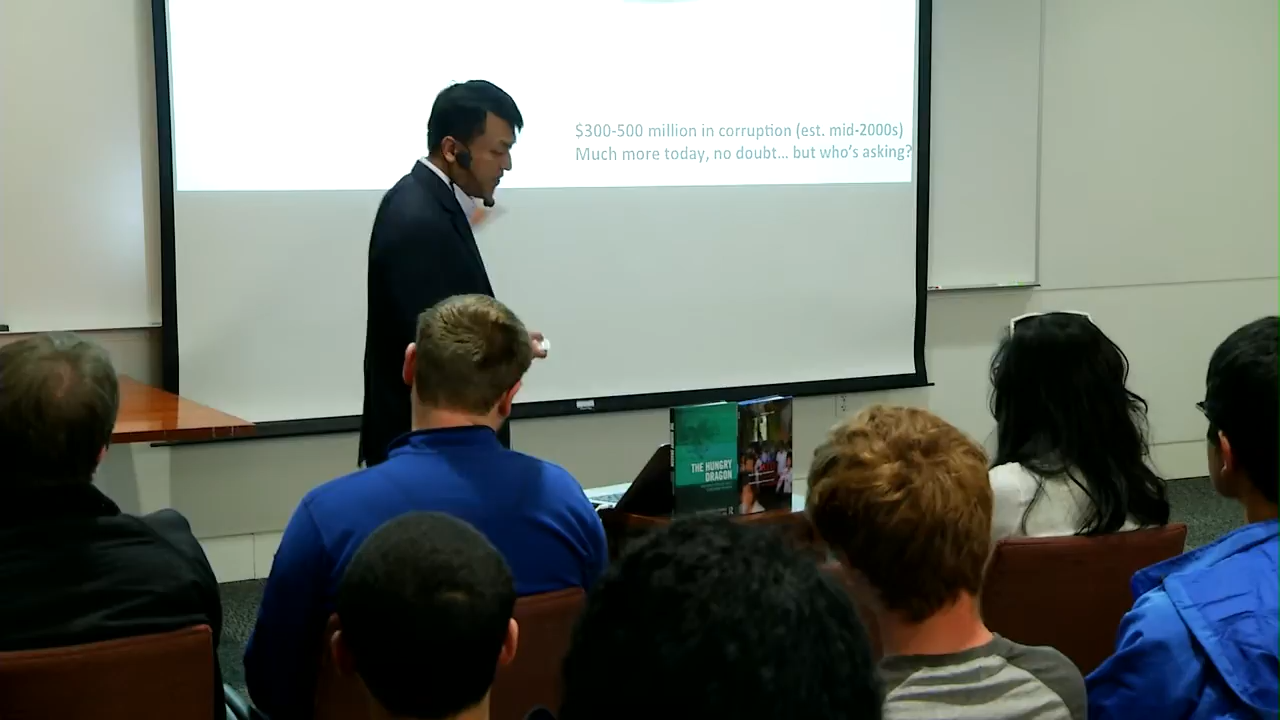 $300-500 million in corruption (est. mid-2000s)
Much more today, no doubt... but who's asking?
THE HUNGRY
DRAGON